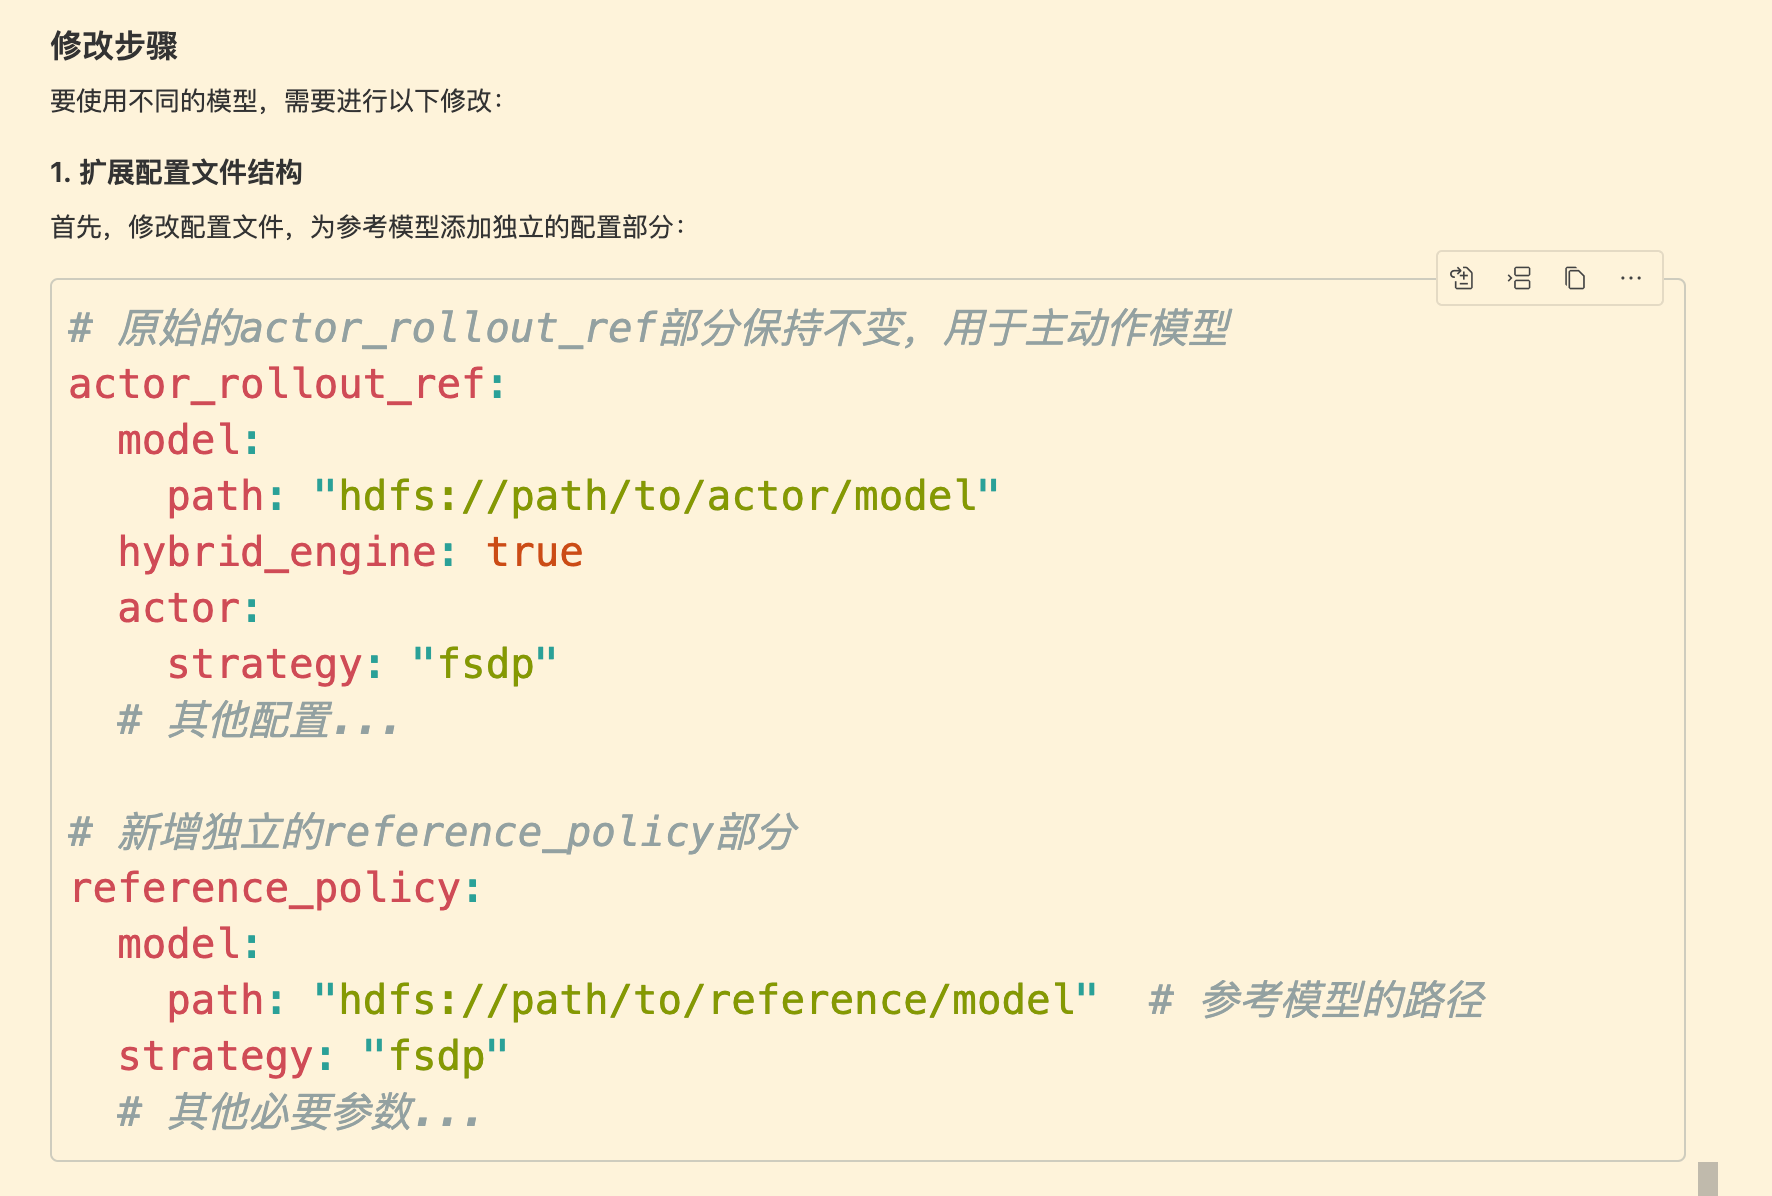 修改步骤
要使用不同的模型，需要进行以下修改：
1. 扩展配置文件结构
首先，修改配置文件，为参考模型添加独立的配置部分：
# 原始的actor_rollout_ref部分保持不变，用于主动作模型
actor_rollout_ref:
  model:
    path: "hdfs://path/to/actor/model"
  hybrid_engine: true
  actor:
    strategy: "fsdp"
  # 其他配置...
# 新增独立的reference_policy部分
reference_policy:
  model:
    path: "hdfs://path/to/reference/model"  # 参考模型的路径
  strategy: "fsdp"
  # 其他必要参数...